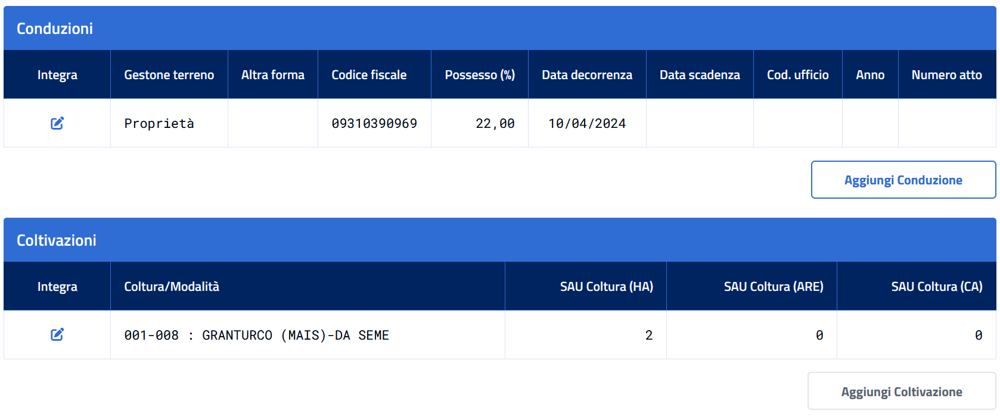 Conduzioni
Integra Gestone terreno Altra forma Codice fiscale Possesso (%) Data decorrenza Data scadenza Cod. ufficio Anno Numero atto
Proprietà 09310390969 22,00 10/04/2024
Aggiungi Conduzione
Coltivazioni
Integra Coltura/Modalità SAU Coltura (HA) SAU Coltura (ARE) SAU Coltura (CA)
001-008 : GRANTURCO (MAIS)-DA SEME 2 0 0
Aggiungi Coltivazione